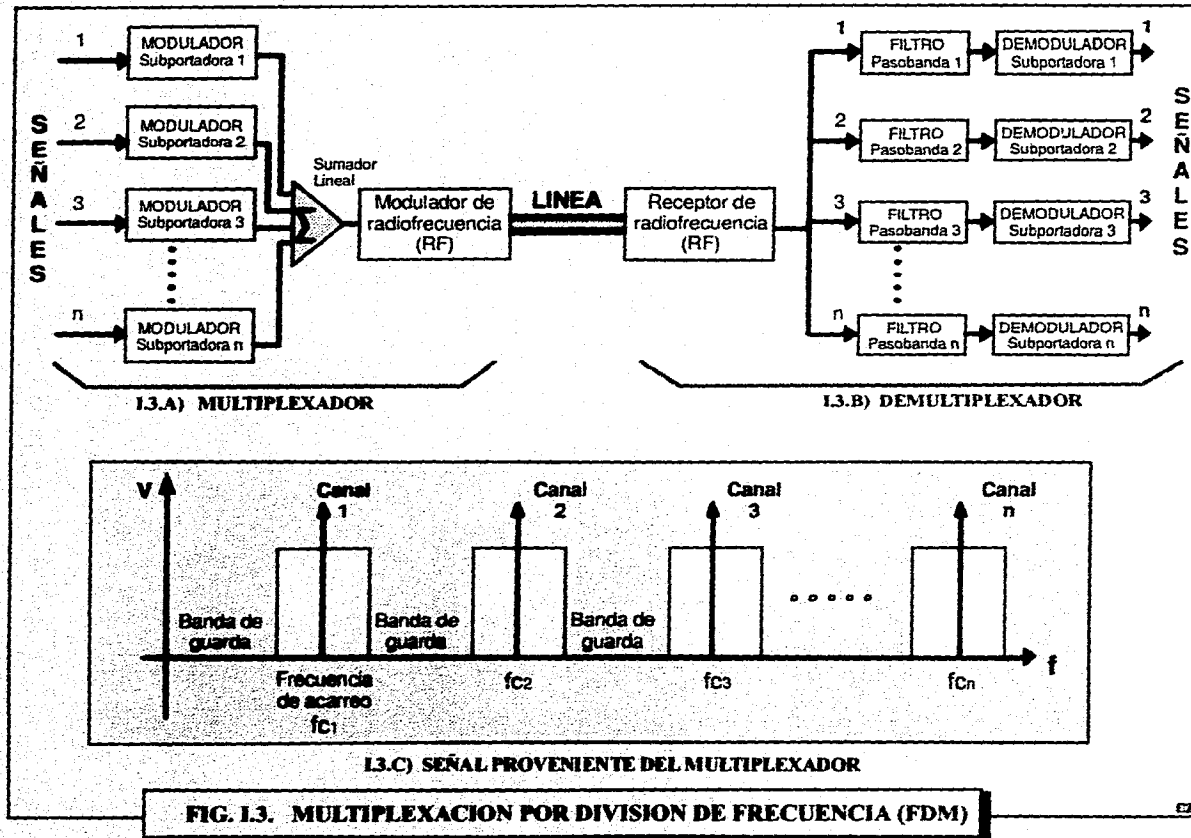 SEÑALES
1
MODULADOR
Subportadora 1
2
MODULADOR
Subportadora 2
3
MODULADOR
Subportadora 3
n
MODULADOR
Subportadora n
Sumador
Lineal
Σ
Modulador de
radiofrecuencia
(RF)
LINEA
Receptor de
radiofrecuencia
(RF)
1
FILTRO
Pasobanda 1
DEMODULADOR
Subportadora 1
1
2
FILTRO
Pasobanda 2
DEMODULADOR
Subportadora 2
2
3
FILTRO
Pasobanda 3
DEMODULADOR
Subportadora 3
3
n
FILTRO
Pasobanda n
DEMODULADOR
Subportadora n
n
SEÑALES
I.3.A) MULTIPLEXADOR
I.3.B) DEMULTIPLEXADOR
V
Canal
1
Canal
2
Canal
3
Canal
n
Banda de
guarda
Banda de
guarda
Banda de
guarda
f
Frecuencia
de acarreo
fc1
fc2
fc3
fcn
I.3.C) SEÑAL PROVENIENTE DEL MULTIPLEXADOR
FIG. I.3. MULTIPLEXACION POR DIVISION DE FRECUENCIA (FDM)